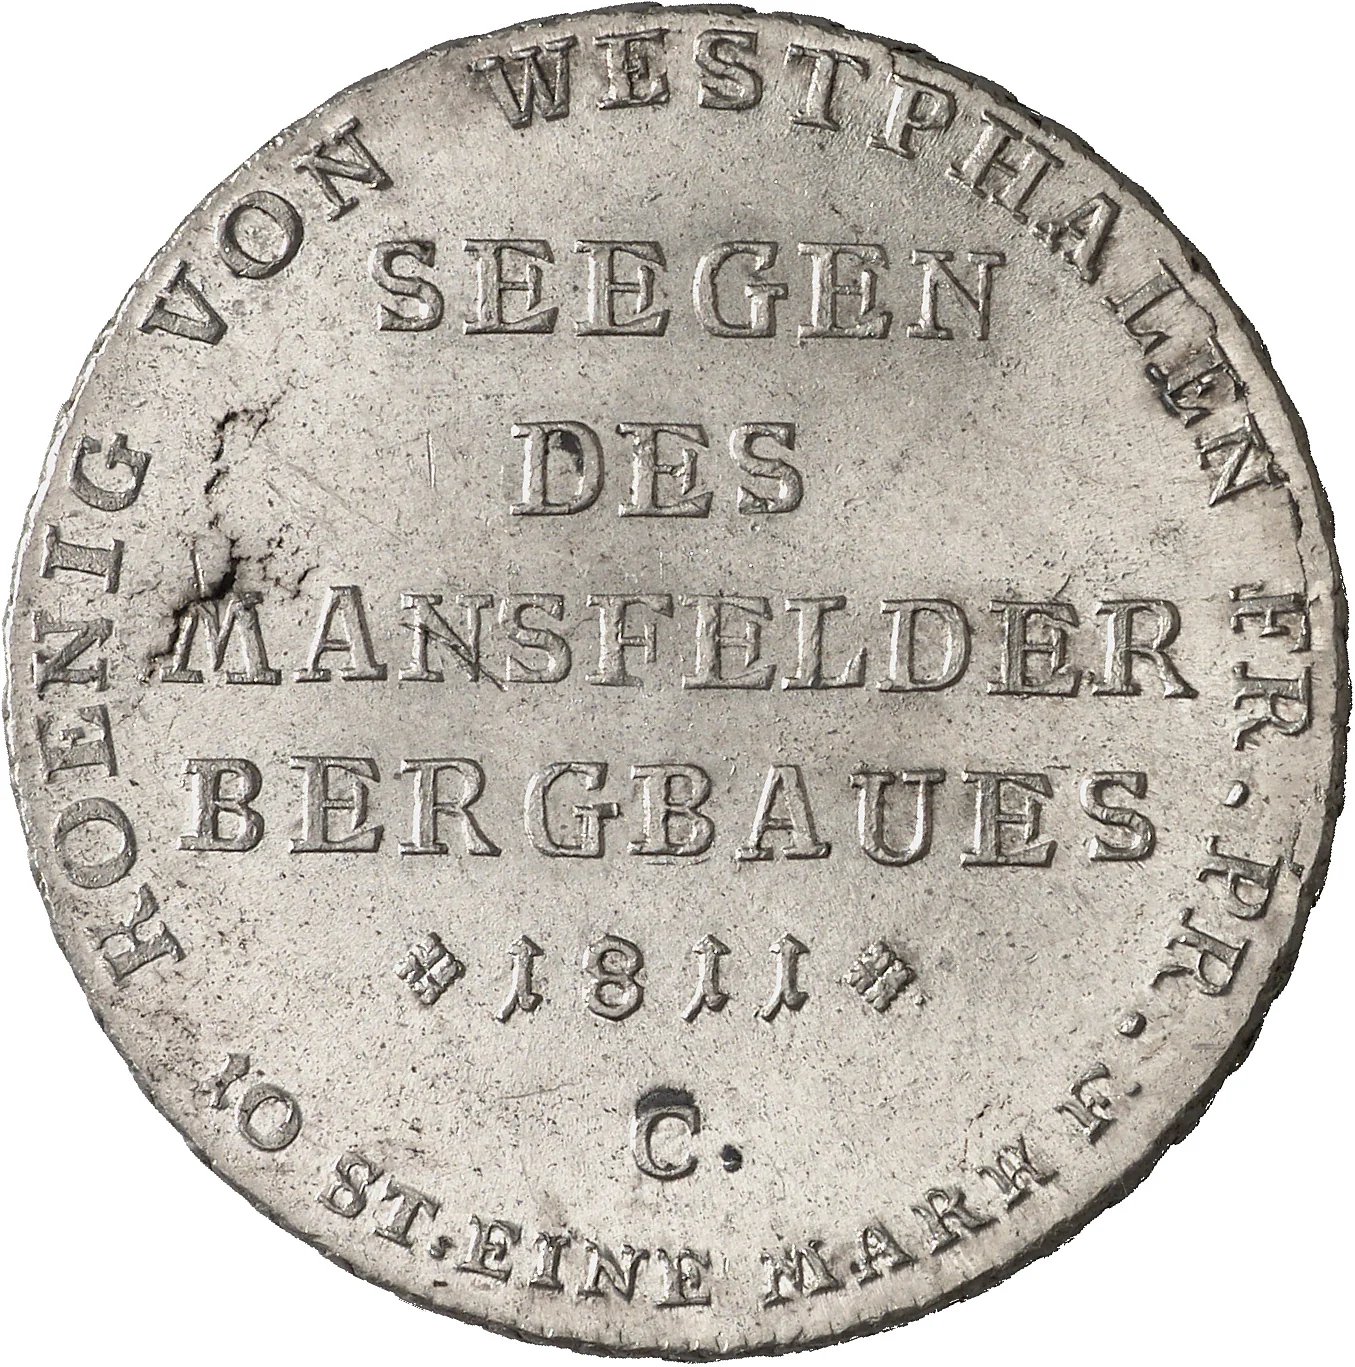 KOENIG VON WESTPHALEN FR. PR.
SEEGEN
DES
MANSFELDER
BERGBAUES
1811
C.
10 ST. EINE MARK F.